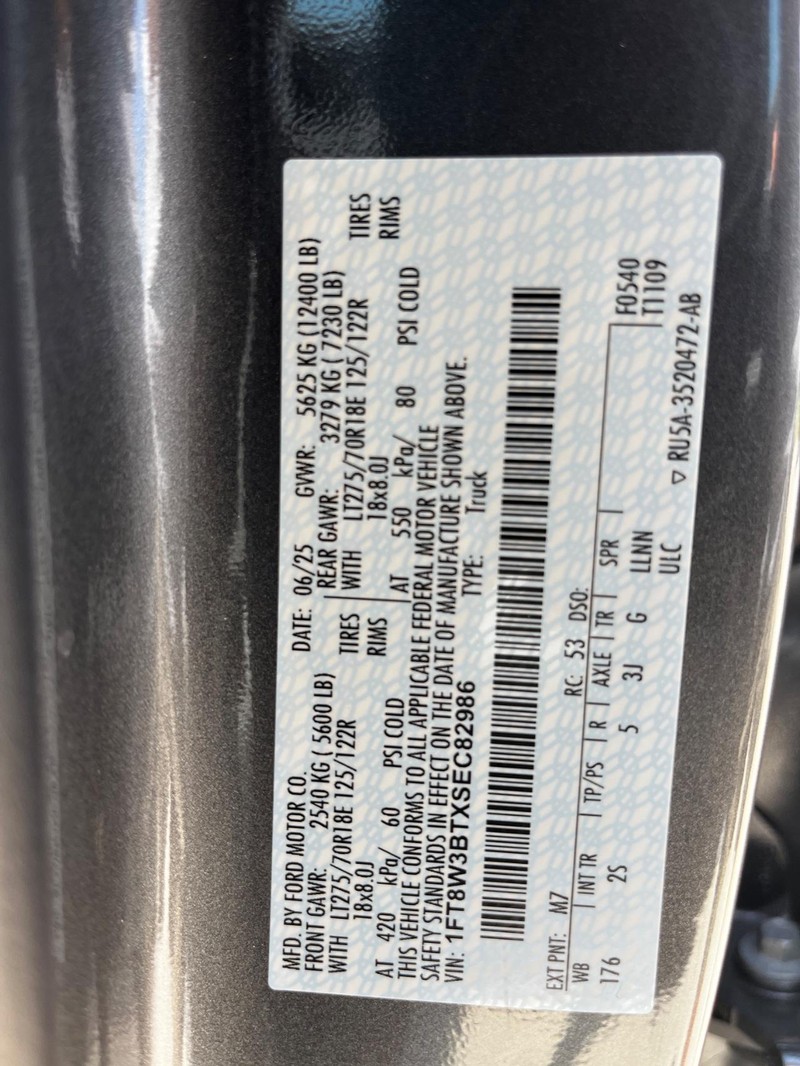 MFD. BY FORD MOTOR CO.
DATE: 06/25 GVWR: 5625 KG (12400 LB)
FRONT GAWR: 2540 KG ( 5600 LB)
REAR GAWR: 3279 KG ( 7230 LB)
WITH LT275/70R18E 125/122R TIRES
WITH LT275/70R18E 125/122R TIRES
18x8.0J RIMS
18x8.0J RIMS
AT 420 kPa/ 60 PSI COLD
AT 550 kPa/ 80 PSI COLD
THIS VEHICLE CONFORMS TO ALL APPLICABLE FEDERAL MOTOR VEHICLE
SAFETY STANDARDS IN EFFECT ON THE DATE OF MANUFACTURE SHOWN ABOVE.
VIN: 1FT8W3BTXSEC82986 TYPE: Truck
EXT PNT: M7 RC: 53 DSO:
WB INT TR TP/PS R AXLE TR SPR F0540
176 2S 5 3J G LLNN T1109
ULC
▽ RU5A-3520472-AB